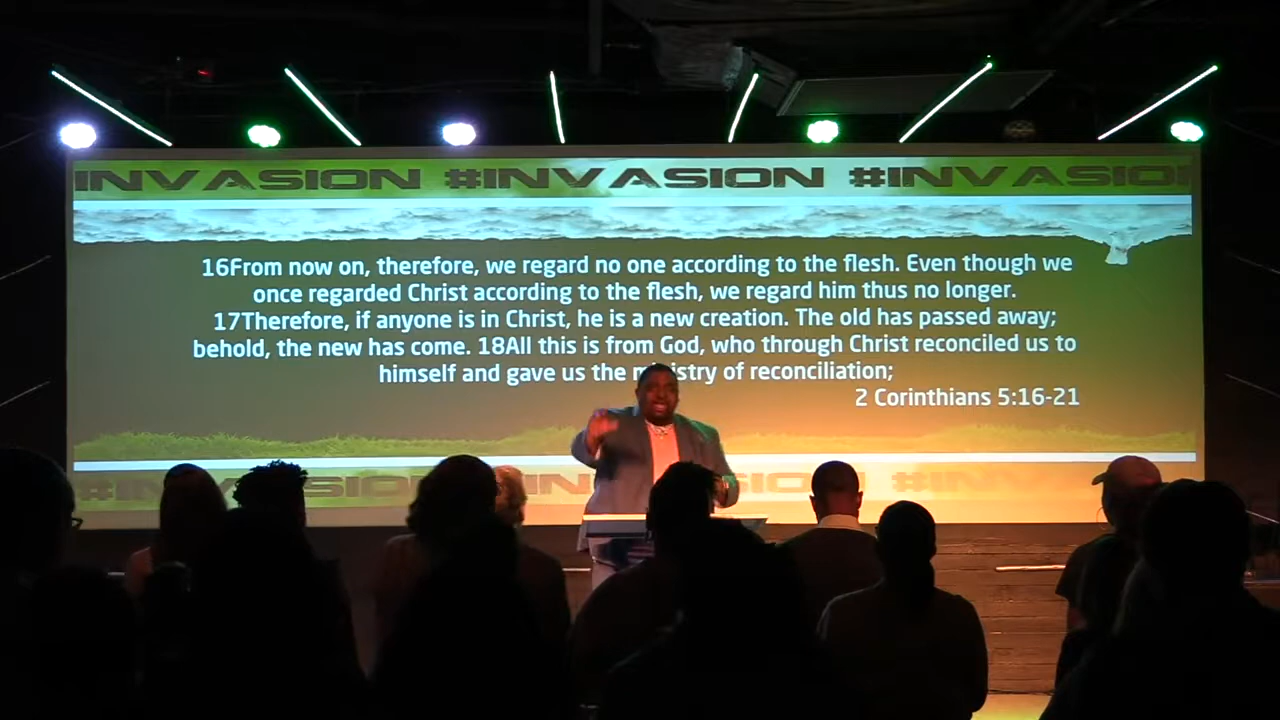 INVASION #INVASION #INVASIO
16From now on, therefore, we regard no one according to the flesh. Even though we
once regarded Christ according to the flesh, we regard him thus no longer.
17Therefore, if anyone is in Christ, he is a new creation. The old has passed away;
behold, the new has come. 18All this is from God, who through Christ reconciled us to
himself and gave us the ministry of reconciliation;
2 Corinthians 5:16-21